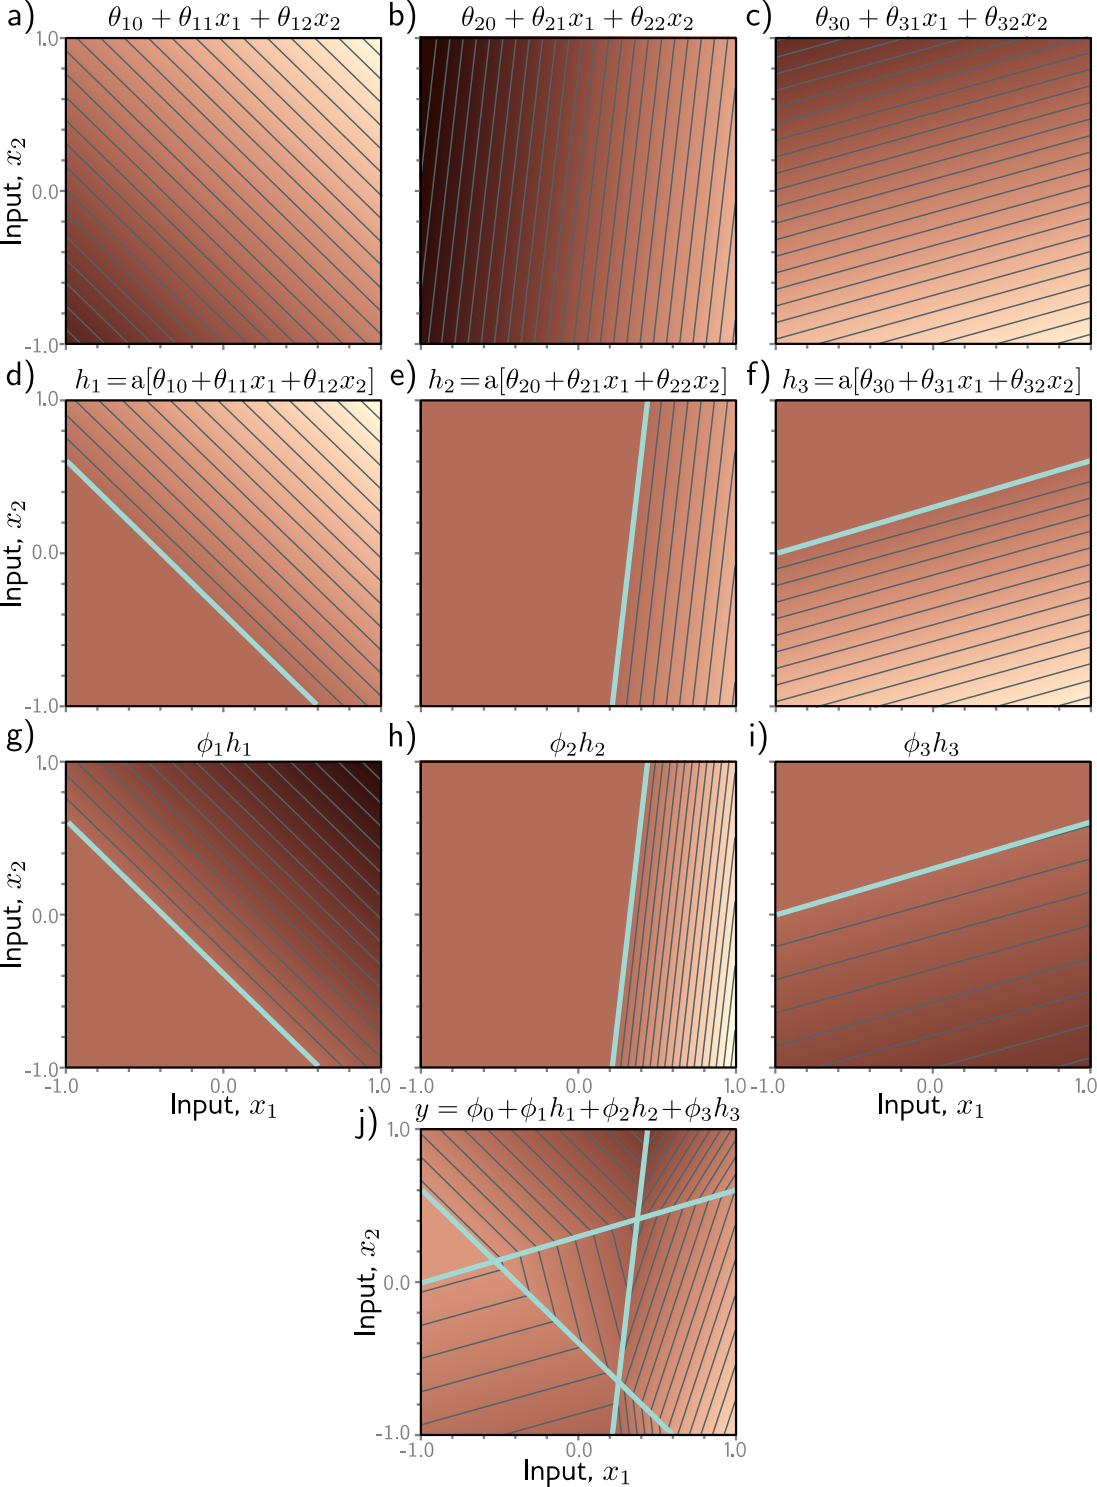 a) θ₁₀ + θ₁₁x₁ + θ₁₂x₂ b) θ₂₀ + θ₂₁x₁ + θ₂₂x₂ c) θ₃₀ + θ₃₁x₁ + θ₃₂x₂
1.0
Input, x₂
0.0
-1.0
d) h₁=a[θ₁₀+θ₁₁x₁+θ₁₂x₂] e) h₂=a[θ₂₀+θ₂₁x₁+θ₂₂x₂] f) h₃=a[θ₃₀+θ₃₁x₁+θ₃₂x₂]
1.0
Input, x₂
0.0
-1.0
g) ϕ₁h₁ h) ϕ₂h₂ i) ϕ₃h₃
1.0
Input, x₂
0.0
-1.0
-1.0 0.0 1.0 -1.0 0.0 1.0 -1.0 0.0 1.0
Input, x₁ Input, x₁
j) y = ϕ₀+ϕ₁h₁+ϕ₂h₂+ϕ₃h₃
1.0
Input, x₂
0.0
-1.0
-1.0 0.0 1.0
Input, x₁